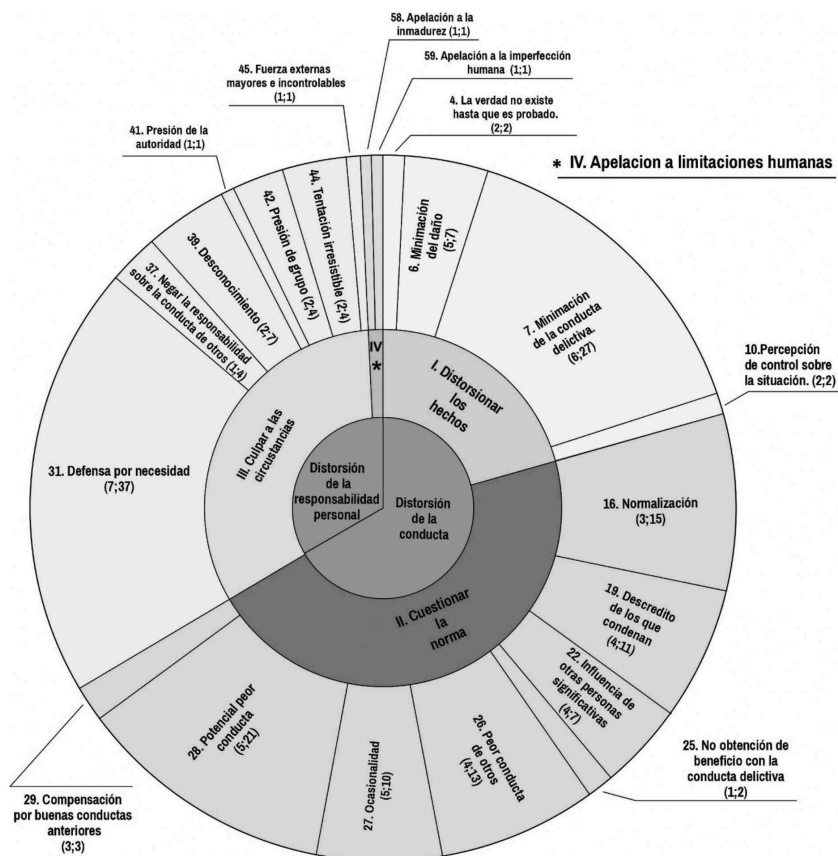 58. Apelación a la
inmadurez (1;1)
59. Apelación a la imperfección
humana (1;1)
45. Fuerza externas
mayores e incontrolables
(1;1)
4. La verdad no existe
hasta que es probado.
(2;2)
41. Presión de la
autoridad (1;1)
* IV. Apelacion a limitaciones humanas
6. Minimación
del daño
(5;7)
7. Minimación
de la conducta
delictiva.
(6;27)
10.Percepción
de control sobre
la situación. (2;2)
16. Normalización
(3;15)
19. Descredito
de los que
condenan
(4;11)
22. Influencia de
otras personas
significativas
(4;7)
25. No obtención de
beneficio con la
conducta delictiva
(1;2)
26. Peor conducta
de otros
(4;13)
27. Ocasionalidad
(5;10)
28. Potencial peor
conducta
(5;21)
29. Compensación
por buenas conductas
anteriores
(3;3)
31. Defensa por necesidad
(7;37)
37. Negar la responsabilidad
sobre la conducta de otros (1;4)
39. Desconocimiento (2;7)
42. Presión de grupo (2;4)
44. Tentación irresistible (2;4)
IV
*
I. Distorsionar
los
hechos
II. Cuestionar
la
norma
III. Culpar a las
circustancias
Distorsión
de la
responsabilidad
personal
Distorsión
de la
conducta